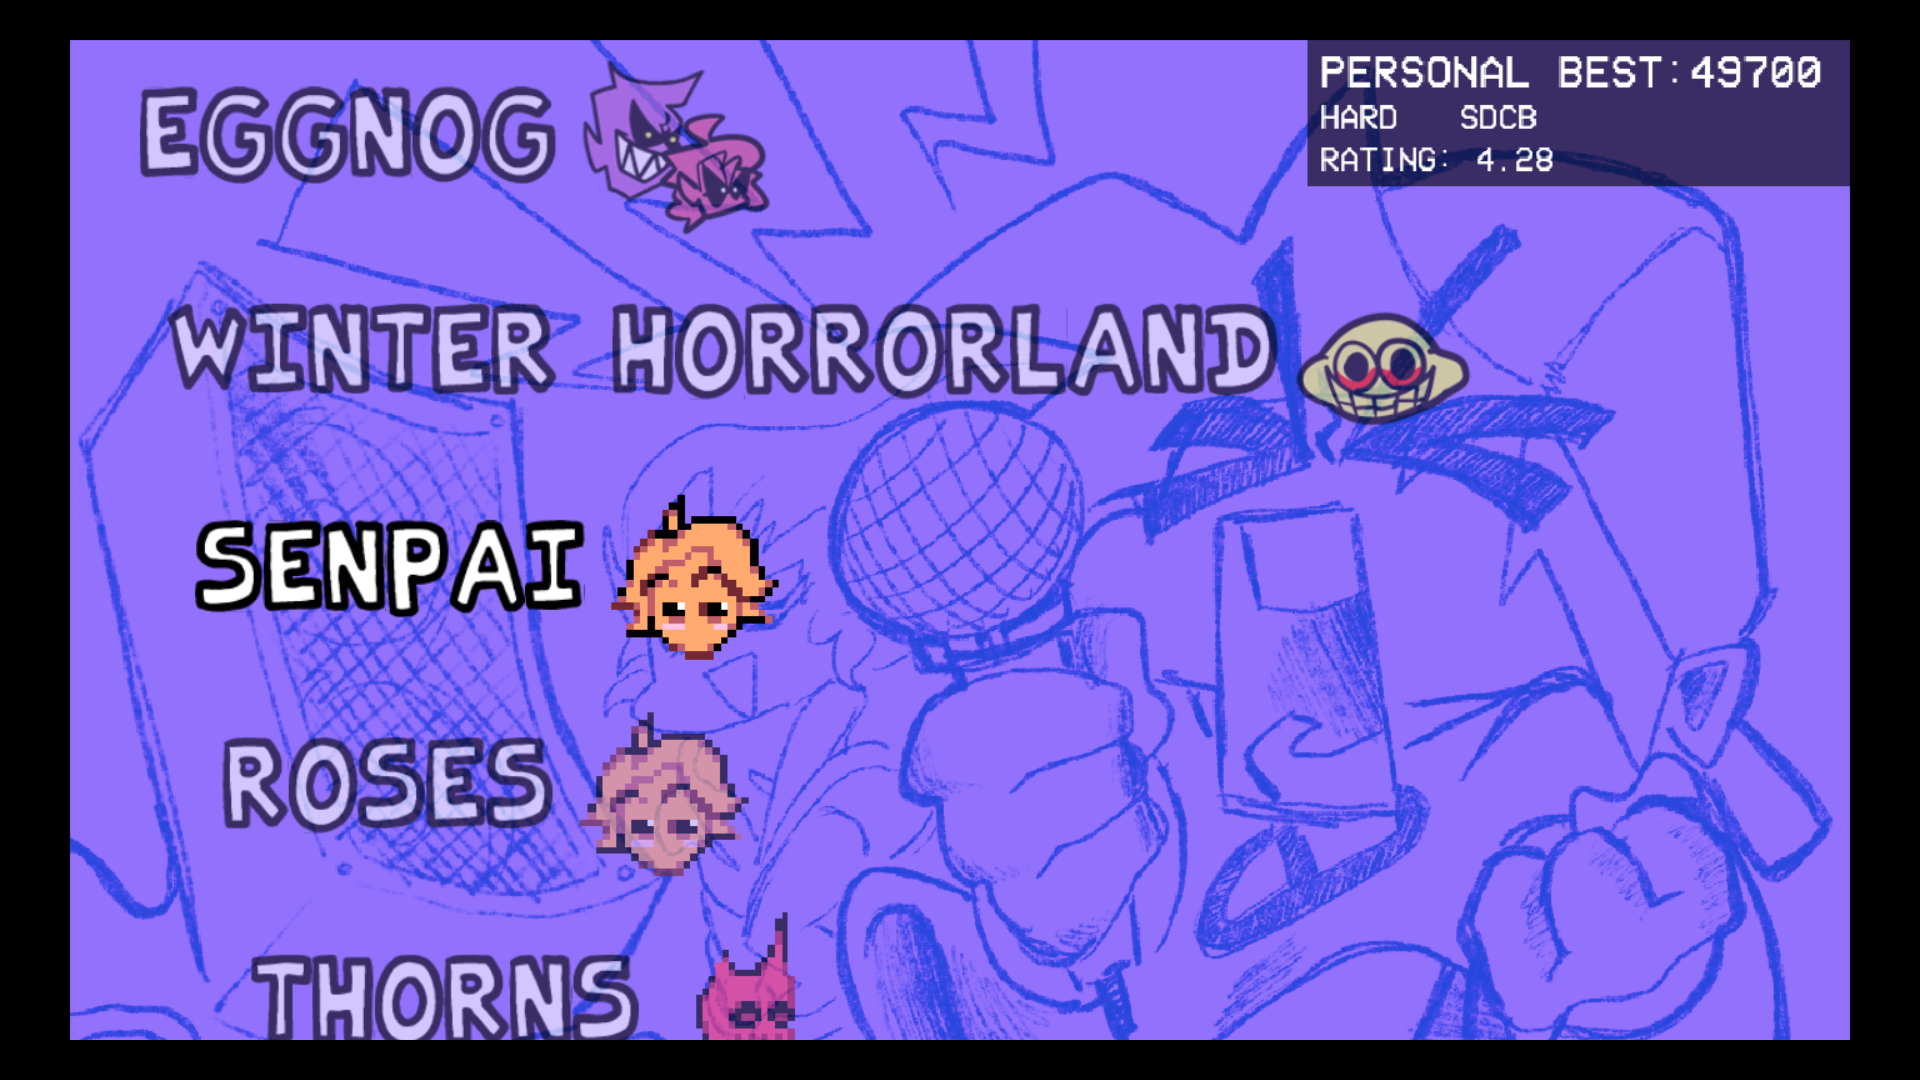 EGGNOG
PERSONAL BEST:49700
HARD SDCB
RATING: 4.28
WINTER HORRORLAND
SENPAI
ROSES
THORNS